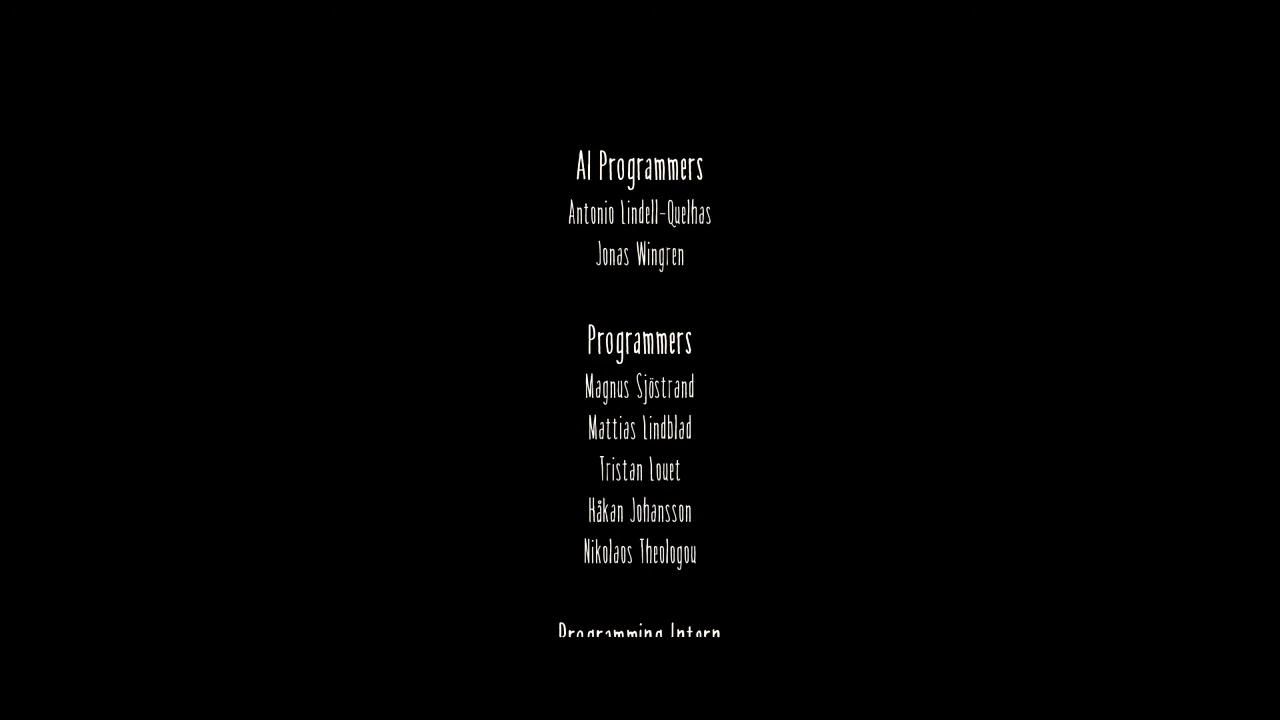 AI Programmers
Antonio Lindell-Quelhas
Jonas Wingren
Programmers
Magnus Sjöstrand
Mattias Lindblad
Tristan Louet
Håkan Johansson
Nikolaos Theologou
Programming Intern